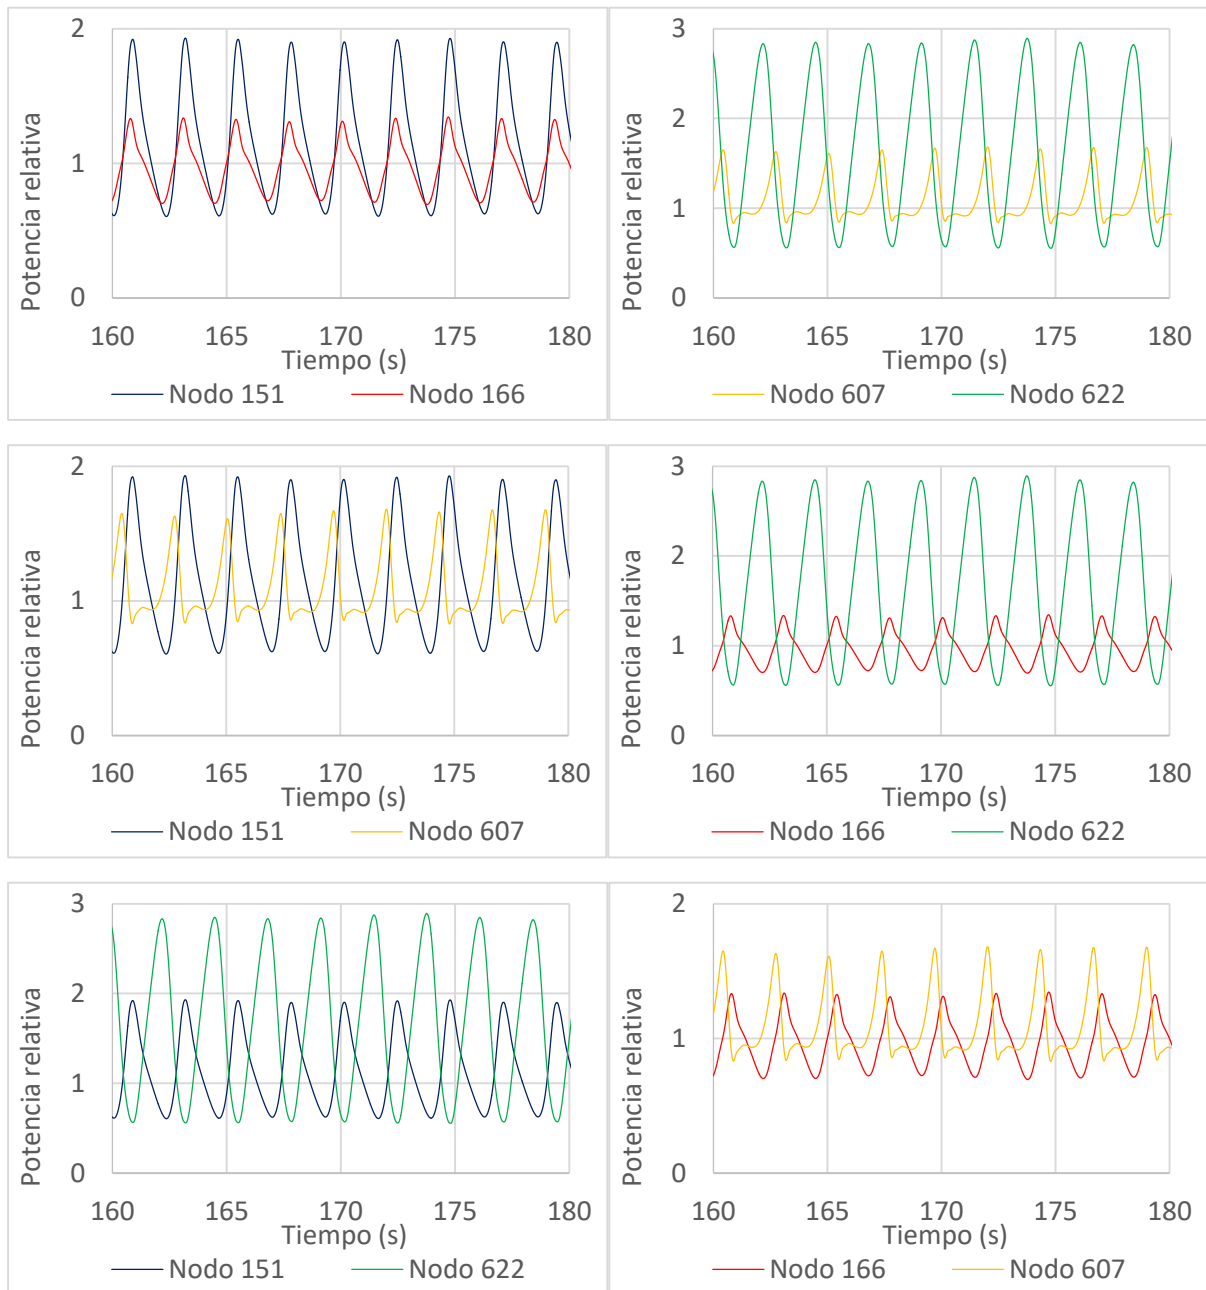 Potencia relativa
2
1
0
160 165 170 175 180
Tiempo (s)
Nodo 151 Nodo 166
Potencia relativa
3
2
1
0
160 165 170 175 180
Tiempo (s)
Nodo 607 Nodo 622
Potencia relativa
2
1
0
160 165 170 175 180
Tiempo (s)
Nodo 151 Nodo 607
Potencia relativa
3
2
1
0
160 165 170 175 180
Tiempo (s)
Nodo 166 Nodo 622
Potencia relativa
3
2
1
0
160 165 170 175 180
Tiempo (s)
Nodo 151 Nodo 622
Potencia relativa
2
1
0
160 165 170 175 180
Tiempo (s)
Nodo 166 Nodo 607